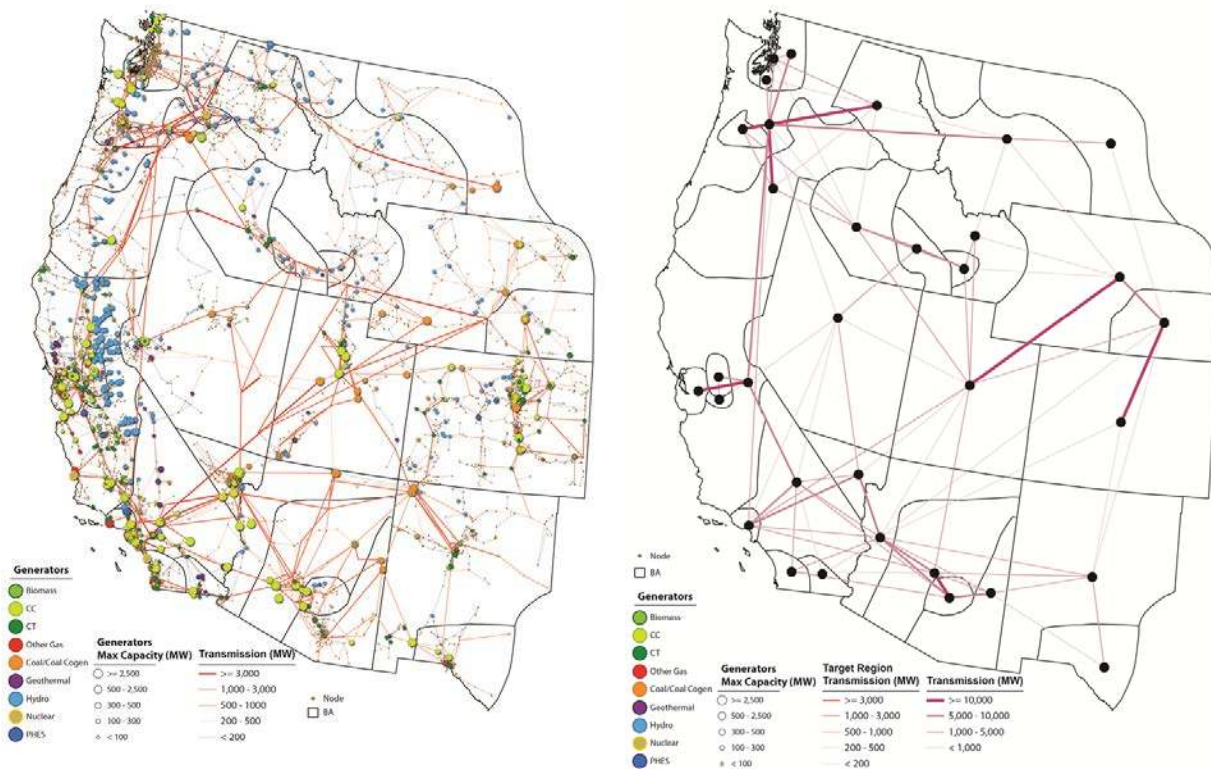 Generators
Biomass
CC
CT
Other Gas
Coal/Coal Cogen
Geothermal
Hydro
Nuclear
PHES
Generators
Max Capacity (MW)
>= 2,500
500 - 2,500
300 - 500
100 - 300
< 100
Transmission (MW)
>= 3,000
1,000 - 3,000
500 - 1000
200 - 500
< 200
Node
BA
Node
BA
Generators
Biomass
CC
CT
Other Gas
Coal/Coal Cogen
Geothermal
Hydro
Nuclear
PHES
Generators
Max Capacity (MW)
>= 2,500
500 - 2,500
300 - 500
100 - 300
< 100
Target Region
Transmission (MW)
>= 3,000
1,000 - 3,000
500 - 1,000
200 - 500
< 200
Transmission (MW)
>= 10,000
5,000 - 10,000
1,000 - 5,000
< 1,000